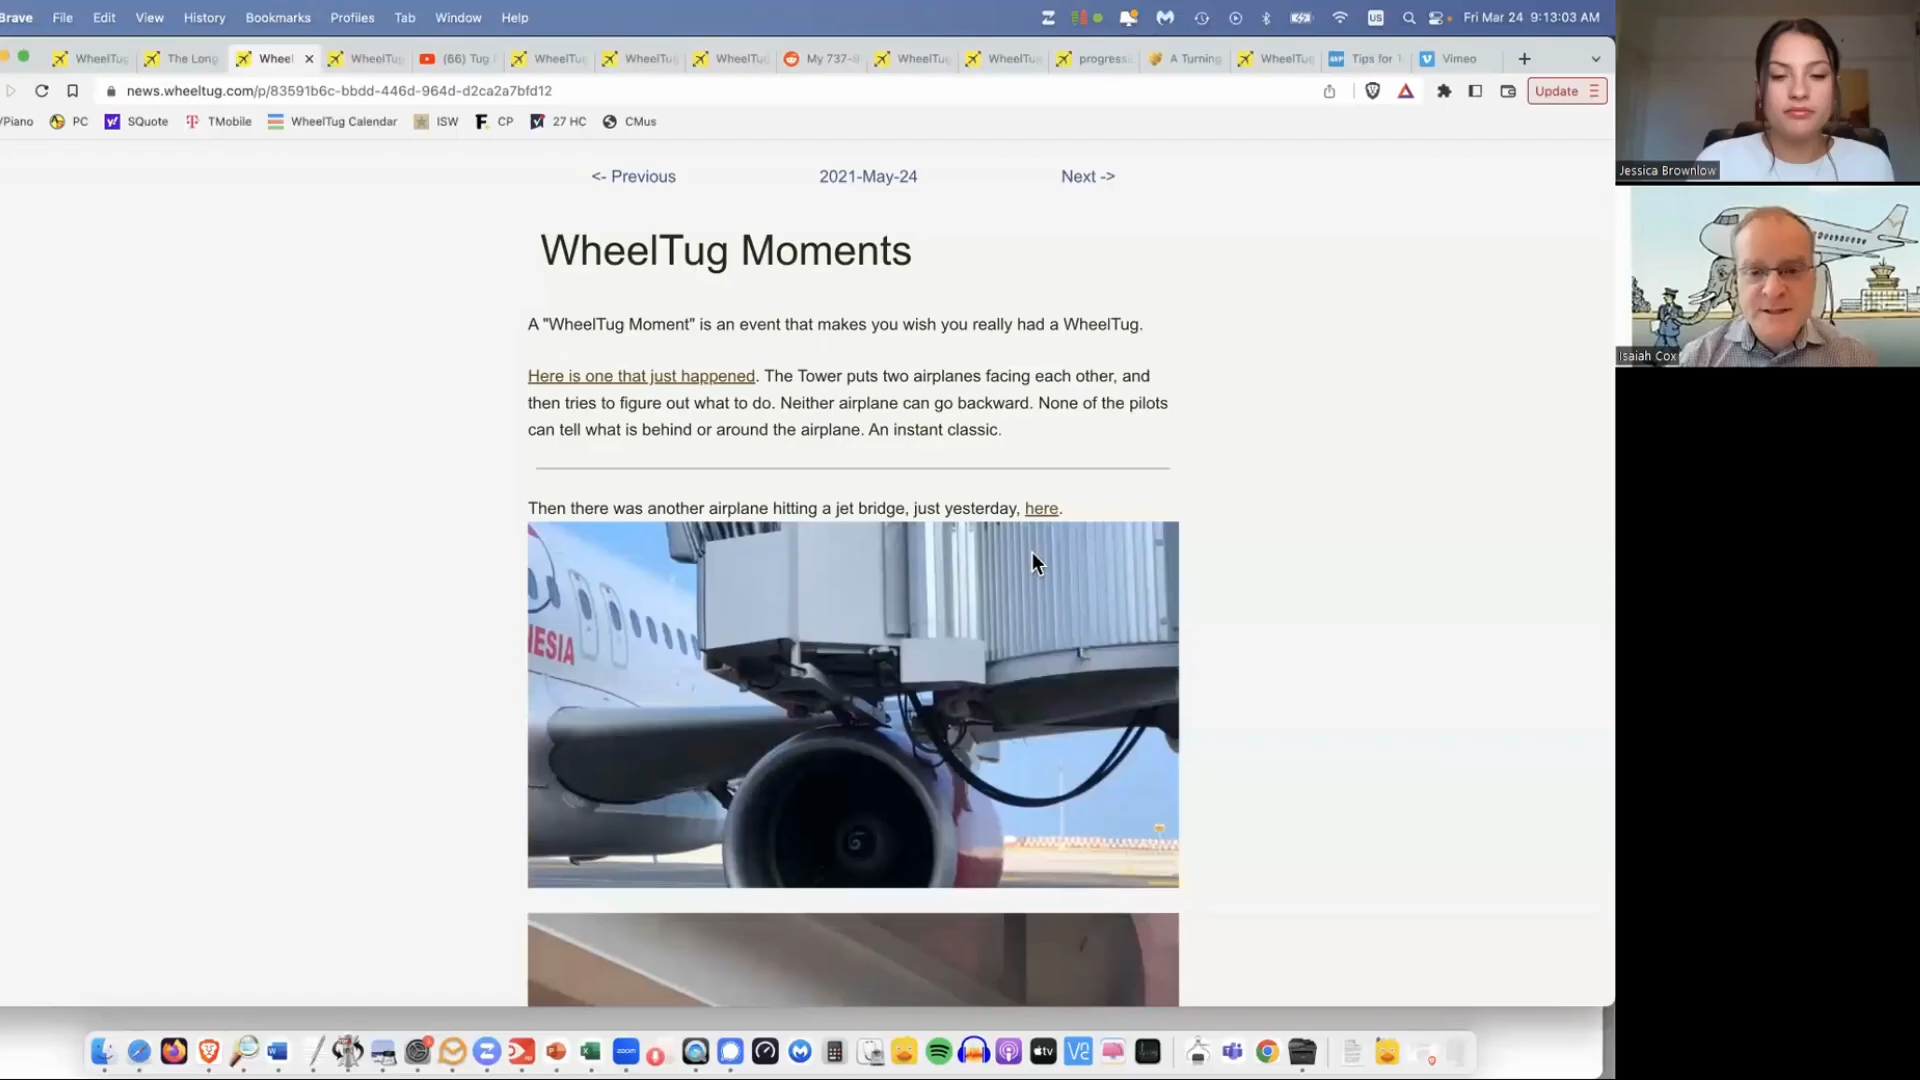 Brave File Edit View History Bookmarks Profiles Tab Window Help US Fri Mar 24 9:13:03 AM
WheelTug The Long Wheel WheelTug (66) Tug WheelTug WheelTug WheelTug My 737-8 WheelTug WheelTug progress A Turning WheelTug Tips for T Vimeo
news.wheeltug.com/p/83591b6c-bbdd-446d-964d-d2ca2a7bfd12 Update
/Piano PC SQuote TMobile WheelTug Calendar ISW CP 27 HC CMus
<- Previous 2021-May-24 Next ->
WheelTug Moments
A "WheelTug Moment" is an event that makes you wish you really had a WheelTug.
Here is one that just happened. The Tower puts two airplanes facing each other, and
then tries to figure out what to do. Neither airplane can go backward. None of the pilots
can tell what is behind or around the airplane. An instant classic.
Then there was another airplane hitting a jet bridge, just yesterday, here.
NESIA
Jessica Brownlow
Isaiah Cox
zoom
tv